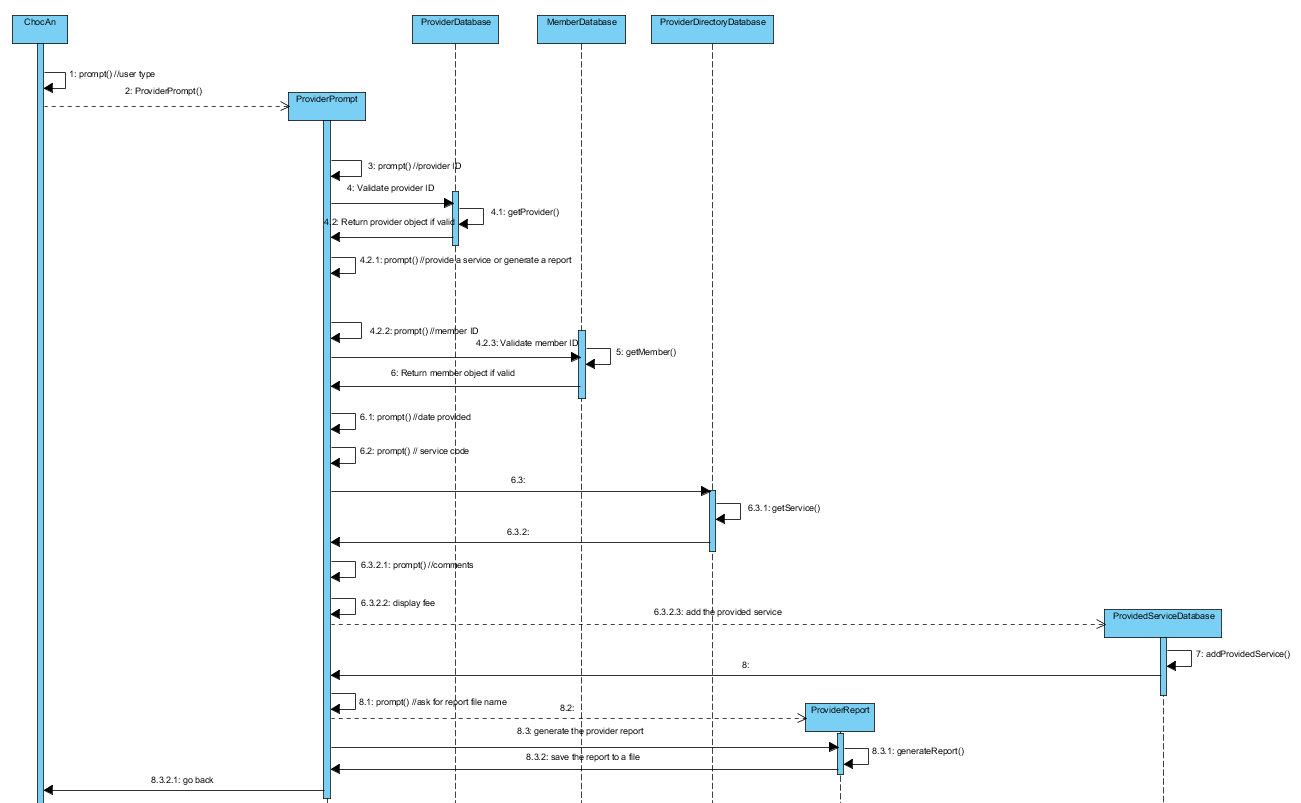 ChocAn
ProviderDatabase
MemberDatabase
ProviderDirectoryDatabase
1: prompt() //user type
2: ProviderPrompt()
ProviderPrompt
3: prompt() //provider ID
4: Validate provider ID
4.1: getProvider()
4.2: Return provider object if valid
4.2.1: prompt() //provide a service or generate a report
4.2.2: prompt() //member ID
4.2.3: Validate member ID
5: getMember()
6: Return member object if valid
6.1: prompt() //date provided
6.2: prompt() // service code
6.3:
6.3.1: getService()
6.3.2:
6.3.2.1: prompt() //comments
6.3.2.2: display fee
6.3.2.3: add the provided service
ProvidedServiceDatabase
7: addProvidedService()
8:
8.1: prompt() //ask for report file name
8.2:
ProviderReport
8.3: generate the provider report
8.3.1: generateReport()
8.3.2: save the report to a file
8.3.2.1: go back